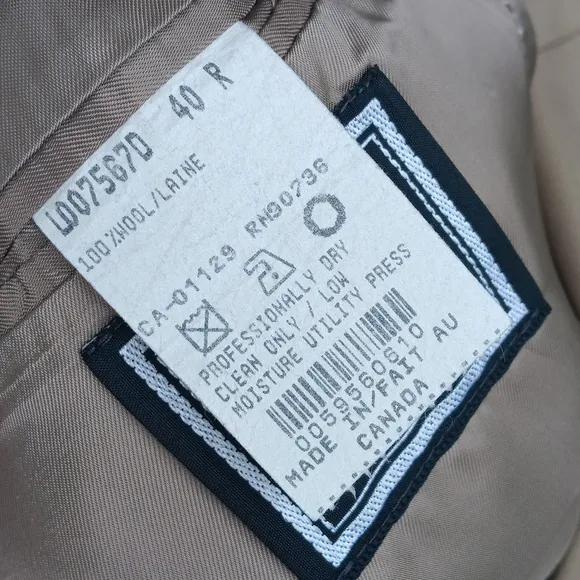 LD07567D 40 R
100%WOOL/LAINE
CA-01129 RN90736
PROFESSIONALLY DRY
CLEAN ONLY / LOW
MOISTURE UTILITY PRESS
0059560610
MADE IN/FAIT AU
CANADA